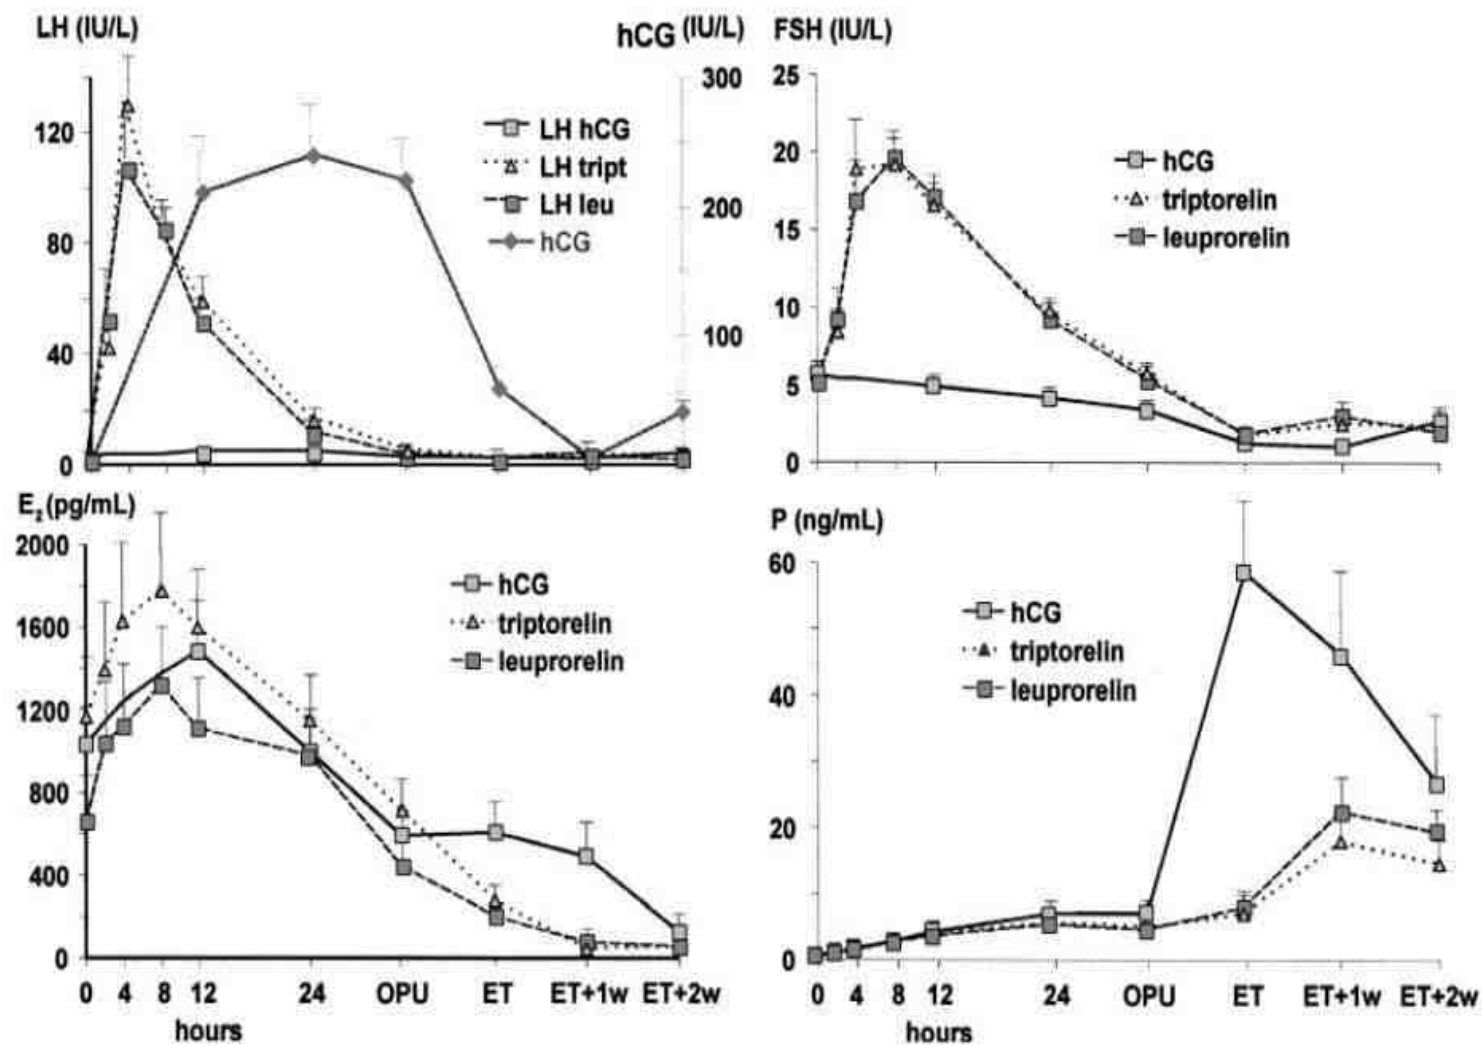 LH (IU/L)
hCG (IU/L)
300
120
200
80
100
40
0
LH hCG
LH tript
LH leu
hCG
FSH (IU/L)
25
20
15
10
5
0
hCG
triptorelin
leuprorelin
E2 (pg/mL)
2000
1600
1200
800
400
0
hCG
triptorelin
leuprorelin
0 4 8 12 24 OPU ET ET+1w ET+2w
hours
P (ng/mL)
60
40
20
0
hCG
triptorelin
leuprorelin
0 4 8 12 24 OPU ET ET+1w ET+2w
hours